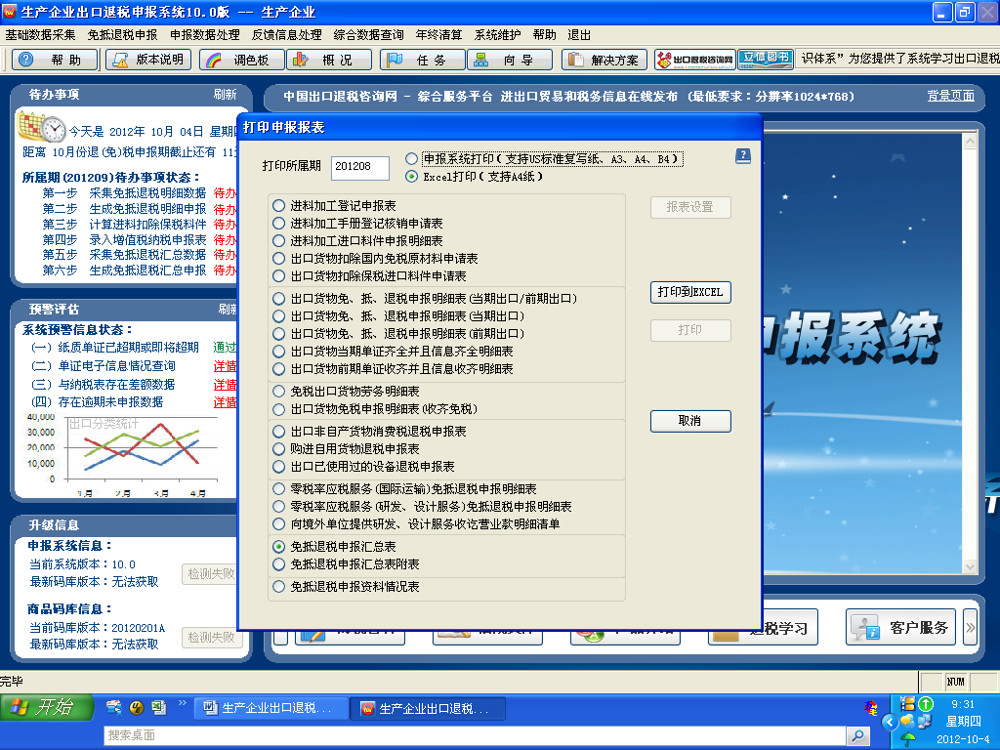 生产企业出口退税申报系统10.0版 -- 生产企业
基础数据采集 免抵退税申报 申报数据处理 反馈信息处理 综合数据查询 年终清算 系统维护 帮助 退出
帮 助 版本说明 调色板 概 况 任 务 向 导 解决方案 出口退税咨询网 立体图书 识体系”为您提供了系统学习出口退税
待办事项 刷新
中国出口退税咨询网 - 综合服务平台 进出口贸易和税务信息在线发布 (最低要求：分辨率1024*768) 背景页面
今天是 2012年 10月 04日 星期
距离 10月份退(免)税申报期截止还有 11
所属期(201209)待办事项状态：
第一步 采集免抵退税明细数据 待办
第二步 生成免抵退税明细申报 待办
第三步 计算进料扣除保税料件 待办
第四步 录入增值税纳税申报表 待办
第五步 采集免抵退税汇总数据 待办
第六步 生成免抵退税汇总申报 待办
预警评估 刷新
系统预警信息状态：
(一) 纸质单证已超期或即将超期 通过
(二) 单证电子信息情况查询 详情
(三) 与纳税表存在差额数据 详情
(四) 存在逾期未申报数据 详情
出口分类统计
40,000
30,000
20,000
10,000
0
1月 2月 3月 4月
升级信息
申报系统信息：
当前系统版本：10.0
最新码库版本：无法获取
检测失败
商品码库信息：
当前码库版本：20120201A
最新码库版本：无法获取
检测失败
打印申报报表
打印所属期 201208
申报系统打印(支持US标准复写纸、A3、A4、B4)
Excel打印(支持A4纸)
?
进料加工登记申报表
进料加工手册登记核销申请表
进料加工进口料件申报明细表
出口货物扣除国内免税原材料申请表
出口货物扣除保税进口料件申请表
出口货物免、抵、退税申报明细表(当期出口/前期出口)
出口货物免、抵、退税申报明细表(当期出口)
出口货物免、抵、退税申报明细表(前期出口)
出口货物当期单证齐全并且信息齐全明细表
出口货物前期单证收齐并且信息收齐明细表
免税出口货物劳务明细表
出口货物免税申报明细表(收齐免税)
出口非自产货物消费税退税申报表
购进自用货物退税申报表
出口已使用过的设备退税申报表
零税率应税服务(国际运输)免抵退税申报明细表
零税率应税服务(研发、设计服务)免抵退税申报明细表
向境外单位提供研发、设计服务收讫营业款明细清单
免抵退税申报汇总表
免抵退税申报汇总表附表
免抵退税申报资料情况表
报表设置
打印到EXCEL
打印
取消
申报系统
税学习 客户服务 »
完毕 NUM
开始 » 生产企业出口退税... 生产企业出口退税...
搜索桌面
9:31
星期四
2012-10-4